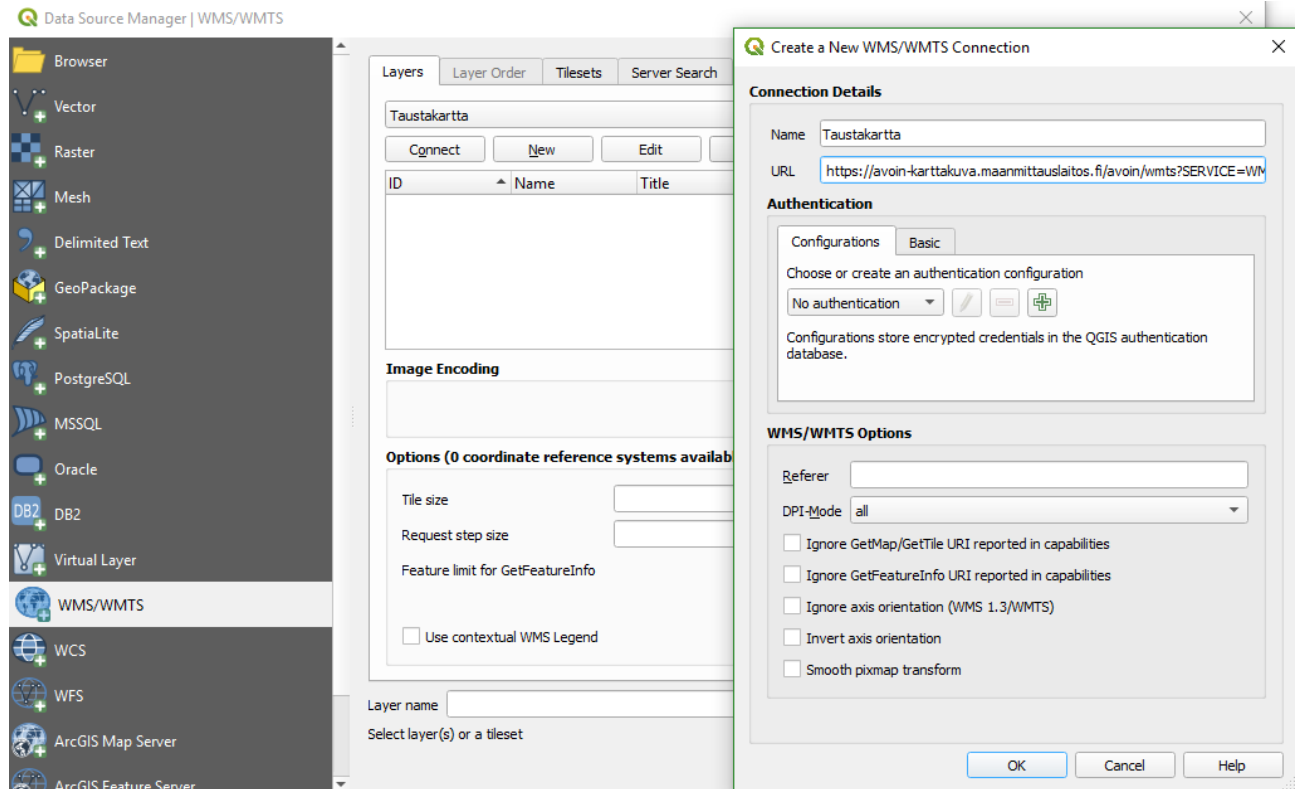 Data Source Manager | WMS/WMTS
Browser
Vector
Raster
Mesh
Delimited Text
GeoPackage
SpatiaLite
PostgreSQL
MSSQL
Oracle
DB2
DB2
Virtual Layer
WMS/WMTS
WCS
WFS
ArcGIS Map Server
ArcGIS Feature Server
Layers Layer Order Tilesets Server Search
Taustakartta
Connect New Edit
ID Name Title
Image Encoding
Options (0 coordinate reference systems availab
Tile size
Request step size
Feature limit for GetFeatureInfo
Use contextual WMS Legend
Layer name
Select layer(s) or a tileset
Create a New WMS/WMTS Connection
Connection Details
Name Taustakartta
URL https://avoin-karttakuva.maanmittauslaitos.fi/avoin/wmts?SERVICE=WM
Authentication
Configurations Basic
Choose or create an authentication configuration
No authentication
Configurations store encrypted credentials in the QGIS authentication
database.
WMS/WMTS Options
Referer
DPI-Mode all
Ignore GetMap/GetTile URI reported in capabilities
Ignore GetFeatureInfo URI reported in capabilities
Ignore axis orientation (WMS 1.3/WMTS)
Invert axis orientation
Smooth pixmap transform
OK Cancel Help